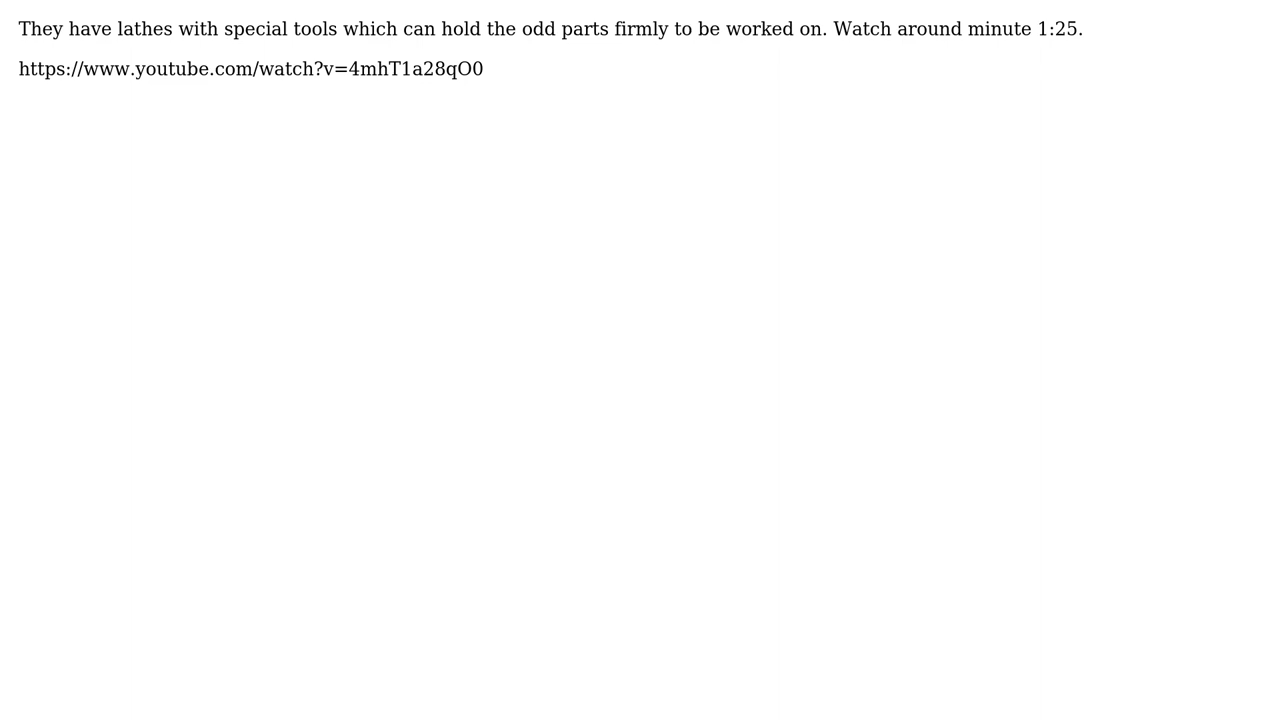 They have lathes with special tools which can hold the odd parts firmly to be worked on. Watch around minute 1:25.
https://www.youtube.com/watch?v=4mhT1a28qO0